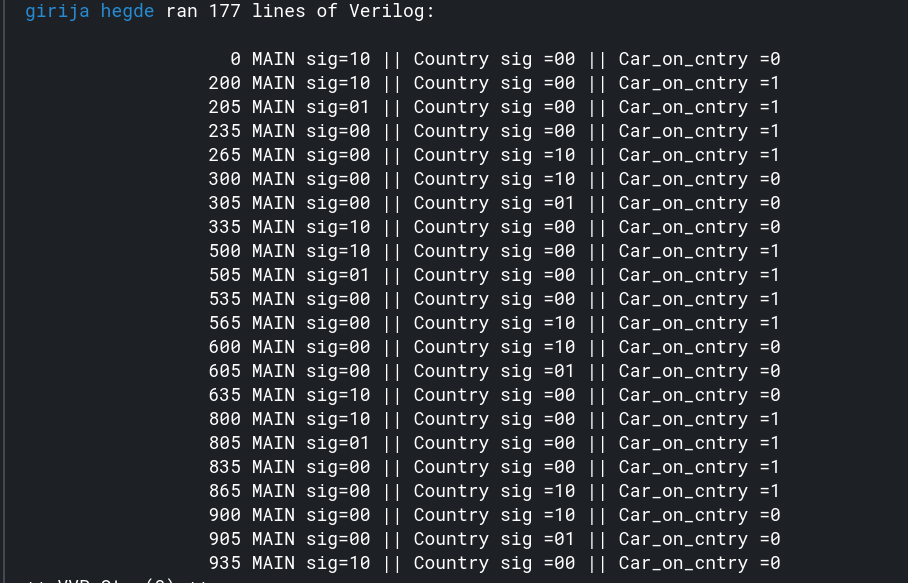 girija hegde ran 177 lines of Verilog:
0 MAIN sig=10 || Country sig =00 || Car_on_cntry =0
200 MAIN sig=10 || Country sig =00 || Car_on_cntry =1
205 MAIN sig=01 || Country sig =00 || Car_on_cntry =1
235 MAIN sig=00 || Country sig =00 || Car_on_cntry =1
265 MAIN sig=00 || Country sig =10 || Car_on_cntry =1
300 MAIN sig=00 || Country sig =10 || Car_on_cntry =0
305 MAIN sig=00 || Country sig =01 || Car_on_cntry =0
335 MAIN sig=10 || Country sig =00 || Car_on_cntry =0
500 MAIN sig=10 || Country sig =00 || Car_on_cntry =1
505 MAIN sig=01 || Country sig =00 || Car_on_cntry =1
535 MAIN sig=00 || Country sig =00 || Car_on_cntry =1
565 MAIN sig=00 || Country sig =10 || Car_on_cntry =1
600 MAIN sig=00 || Country sig =10 || Car_on_cntry =0
605 MAIN sig=00 || Country sig =01 || Car_on_cntry =0
635 MAIN sig=10 || Country sig =00 || Car_on_cntry =0
800 MAIN sig=10 || Country sig =00 || Car_on_cntry =1
805 MAIN sig=01 || Country sig =00 || Car_on_cntry =1
835 MAIN sig=00 || Country sig =00 || Car_on_cntry =1
865 MAIN sig=00 || Country sig =10 || Car_on_cntry =1
900 MAIN sig=00 || Country sig =10 || Car_on_cntry =0
905 MAIN sig=00 || Country sig =01 || Car_on_cntry =0
935 MAIN sig=10 || Country sig =00 || Car_on_cntry =0